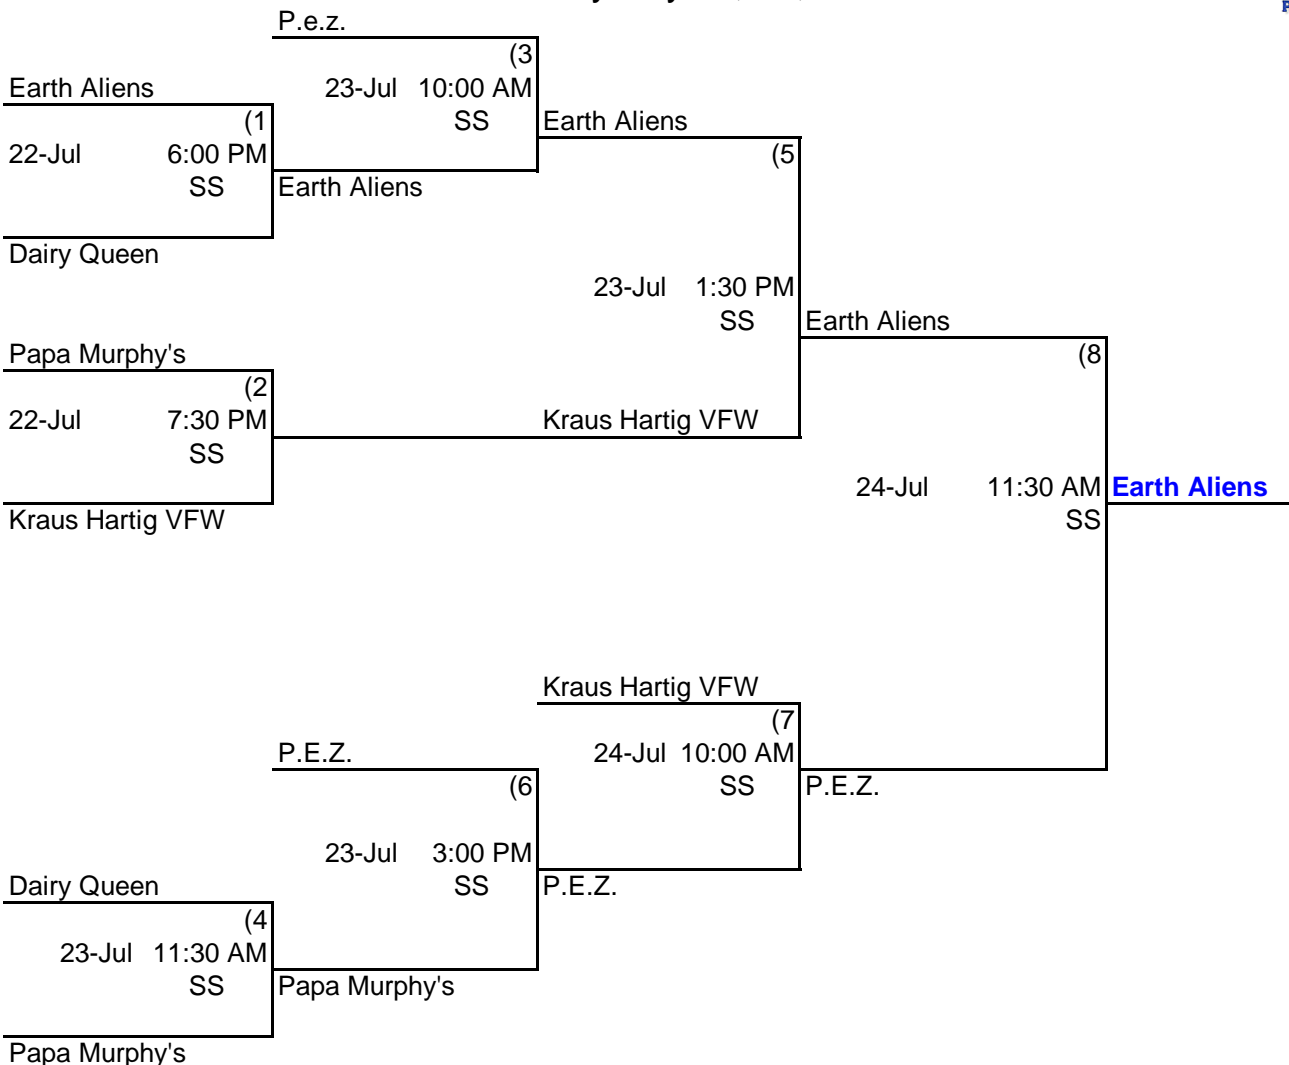 P.e.z.
(3
Earth Aliens
23-Jul 10:00 AM
(1
SS
Earth Aliens
22-Jul 6:00 PM
(5
SS
Earth Aliens
Dairy Queen
23-Jul 1:30 PM
SS
Earth Aliens
Papa Murphy's
(8
(2
22-Jul 7:30 PM
Kraus Hartig VFW
SS
24-Jul 11:30 AM
Earth Aliens
Kraus Hartig VFW
SS
Kraus Hartig VFW
(7
P.E.Z.
24-Jul 10:00 AM
(6
SS
P.E.Z.
23-Jul 3:00 PM
Dairy Queen
SS
P.E.Z.
(4
23-Jul 11:30 AM
SS
Papa Murphy's
Papa Murphy's